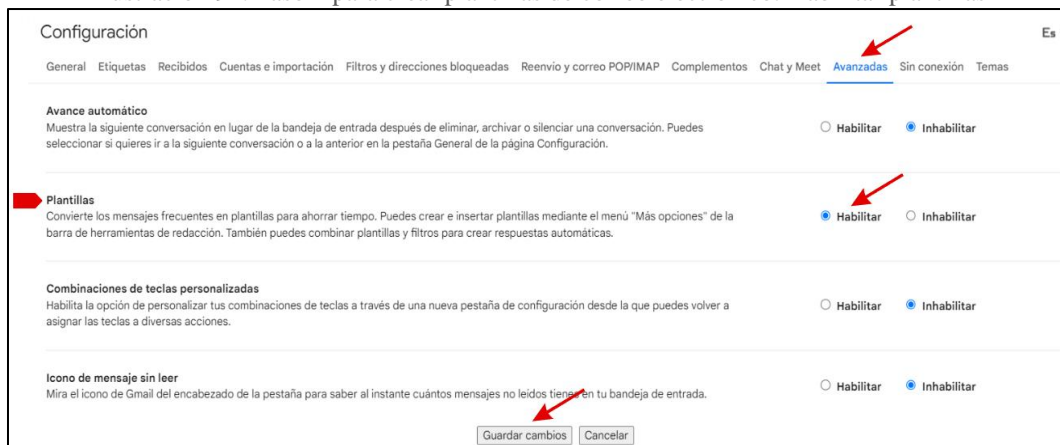 Configuración
Es
General Etiquetas Recibidos Cuentas e importación Filtros y direcciones bloqueadas Reenvío y correo POP/IMAP Complementos Chat y Meet Avanzadas Sin conexión Temas
Avance automático
Muestra la siguiente conversación en lugar de la bandeja de entrada después de eliminar, archivar o silenciar una conversación. Puedes
seleccionar si quieres ir a la siguiente conversación o a la anterior en la pestaña General de la página Configuración.
Habilitar Inhabilitar
Plantillas
Convierte los mensajes frecuentes en plantillas para ahorrar tiempo. Puedes crear e insertar plantillas mediante el menú "Más opciones" de la
barra de herramientas de redacción. También puedes combinar plantillas y filtros para crear respuestas automáticas.
Habilitar Inhabilitar
Combinaciones de teclas personalizadas
Habilita la opción de personalizar tus combinaciones de teclas a través de una nueva pestaña de configuración desde la que puedes volver a
asignar las teclas a diversas acciones.
Habilitar Inhabilitar
Icono de mensaje sin leer
Mira el icono de Gmail del encabezado de la pestaña para saber al instante cuántos mensajes no leídos tienes en tu bandeja de entrada.
Habilitar Inhabilitar
Guardar cambios Cancelar